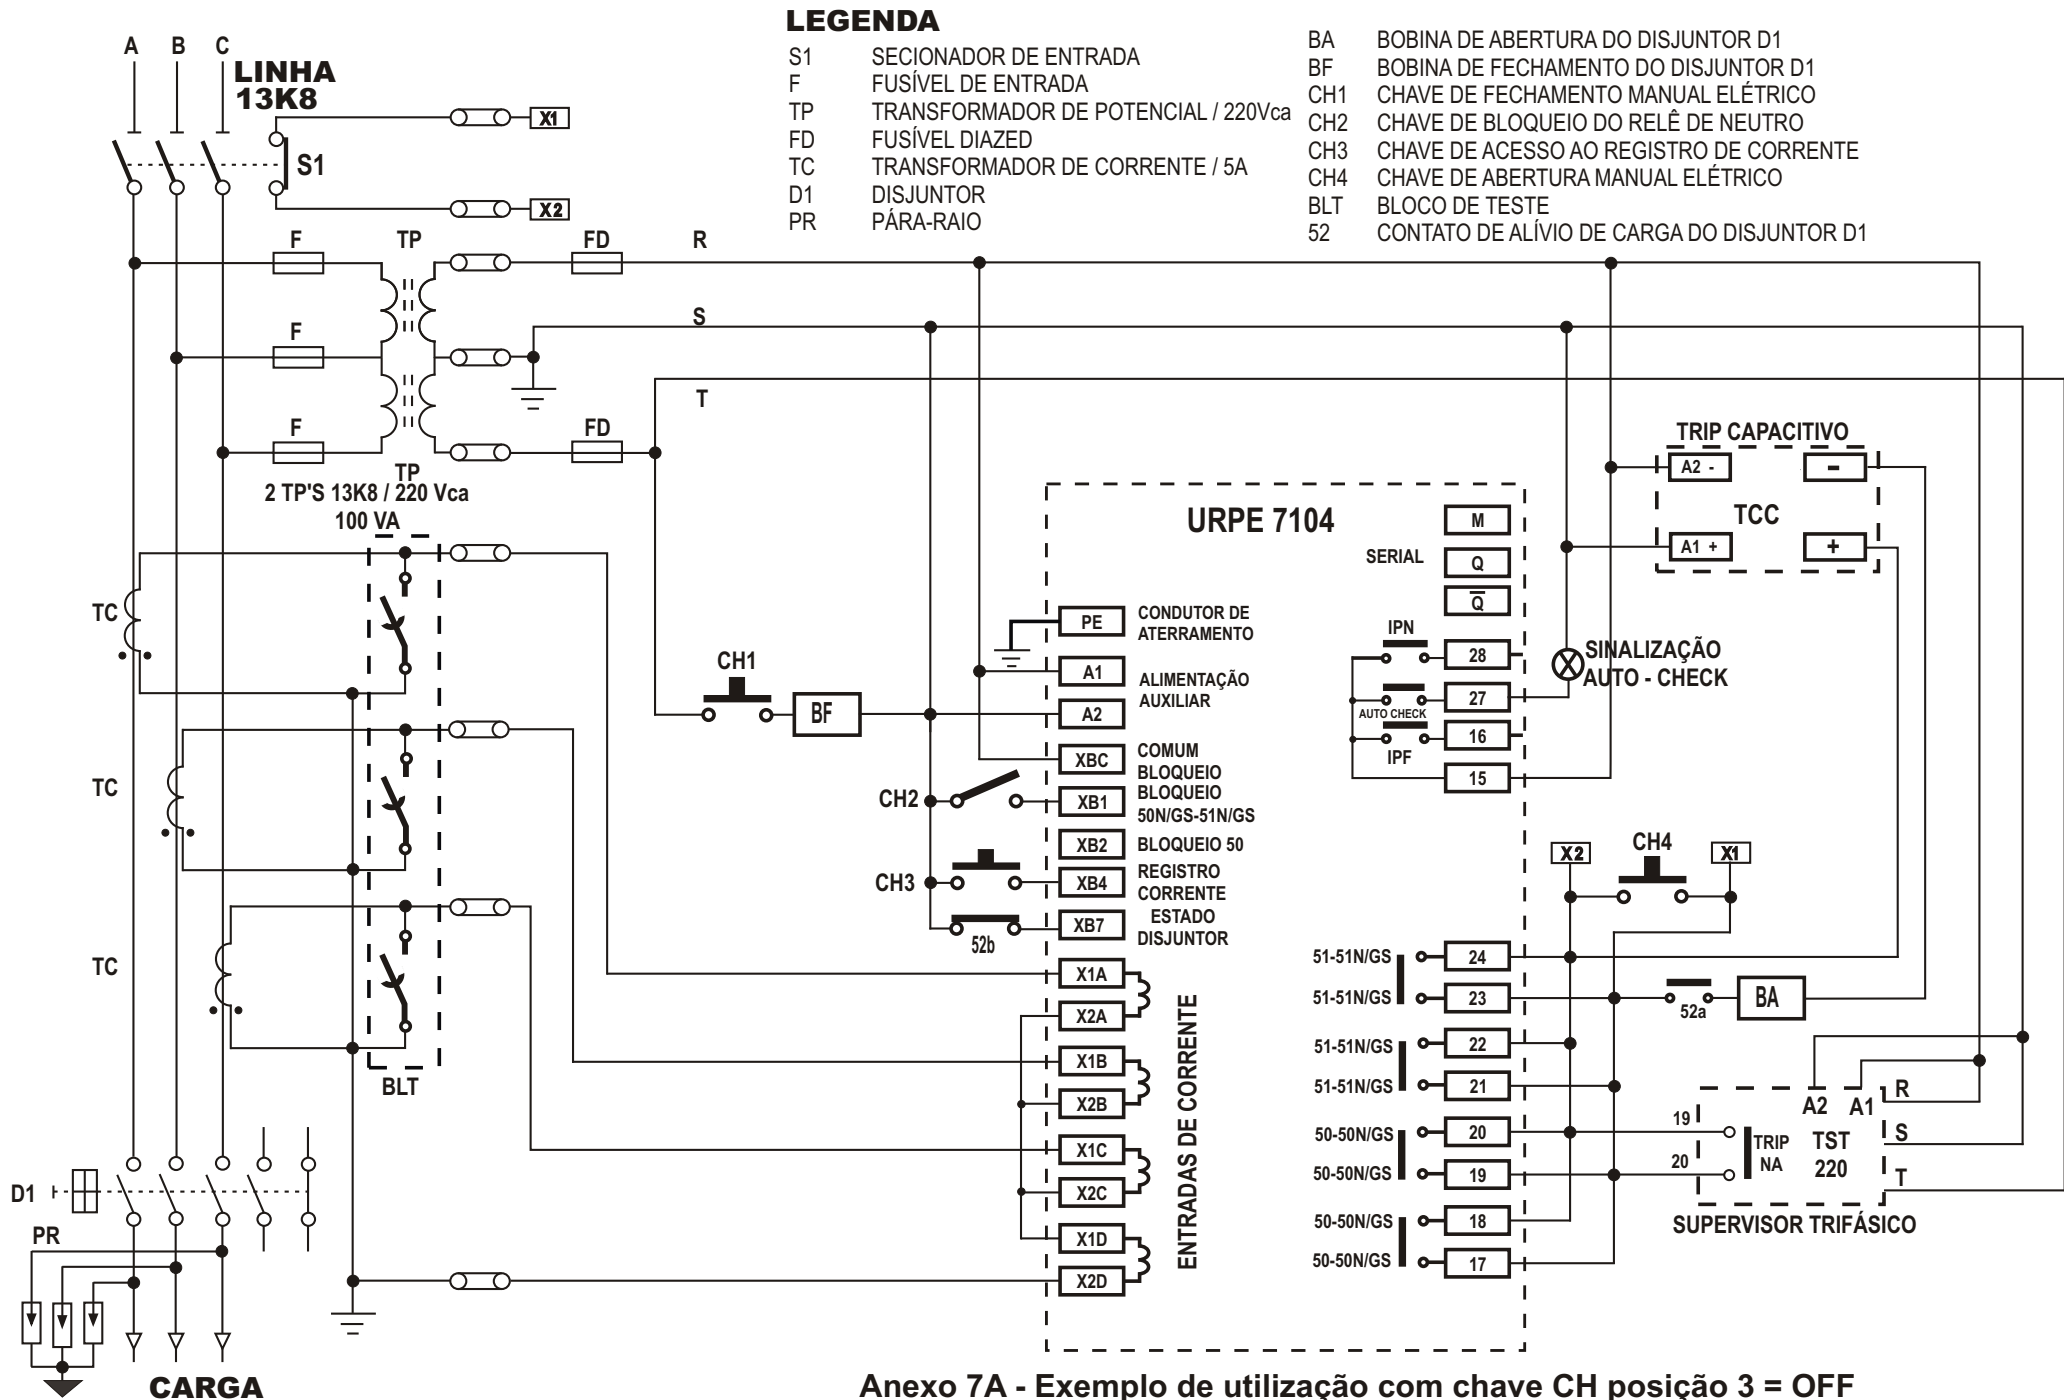 LEGENDA
S1 SECIONADOR DE ENTRADA
F FUSÍVEL DE ENTRADA
TP TRANSFORMADOR DE POTENCIAL / 220Vca
FD FUSÍVEL DIAZED
TC TRANSFORMADOR DE CORRENTE / 5A
D1 DISJUNTOR
PR PÁRA-RAIO
BA BOBINA DE ABERTURA DO DISJUNTOR D1
BF BOBINA DE FECHAMENTO DO DISJUNTOR D1
CH1 CHAVE DE FECHAMENTO MANUAL ELÉTRICO
CH2 CHAVE DE BLOQUEIO DO RELÊ DE NEUTRO
CH3 CHAVE DE ACESSO AO REGISTRO DE CORRENTE
CH4 CHAVE DE ABERTURA MANUAL ELÉTRICO
BLT BLOCO DE TESTE
52 CONTATO DE ALÍVIO DE CARGA DO DISJUNTOR D1
A B C
LINHA
13K8
X1
S1
X2
F TP FD R
F S
T
F FD
TP
2 TP'S 13K8 / 220 Vca
100 VA
TC
TC
TC
BLT
D1
PR
CARGA
CH1
BF
CH2
CH3
52b
URPE 7104
PE CONDUTOR DE
ATERRAMENTO
A1 ALIMENTAÇÃO
A2 AUXILIAR
XBC COMUM
BLOQUEIO
XB1 BLOQUEIO
50N/GS-51N/GS
XB2 BLOQUEIO 50
XB4 REGISTRO
CORRENTE
XB7 ESTADO
DISJUNTOR
X1A
X2A
X1B
X2B
X1C
X2C
X1D
X2D
ENTRADAS DE CORRENTE
M
SERIAL Q
Q̅
IPN 28
AUTO CHECK 27
IPF 16
15
51-51N/GS 24
51-51N/GS 23
51-51N/GS 22
51-51N/GS 21
50-50N/GS 20
50-50N/GS 19
50-50N/GS 18
50-50N/GS 17
TRIP CAPACITIVO
A2 - -
TCC
A1 + +
SINALIZAÇÃO
AUTO - CHECK
X2 CH4 X1
52a BA
A2 A1 R
19 TRIP TST S
20 NA 220 T
SUPERVISOR TRIFÁSICO
Anexo 7A - Exemplo de utilização com chave CH posição 3 = OFF